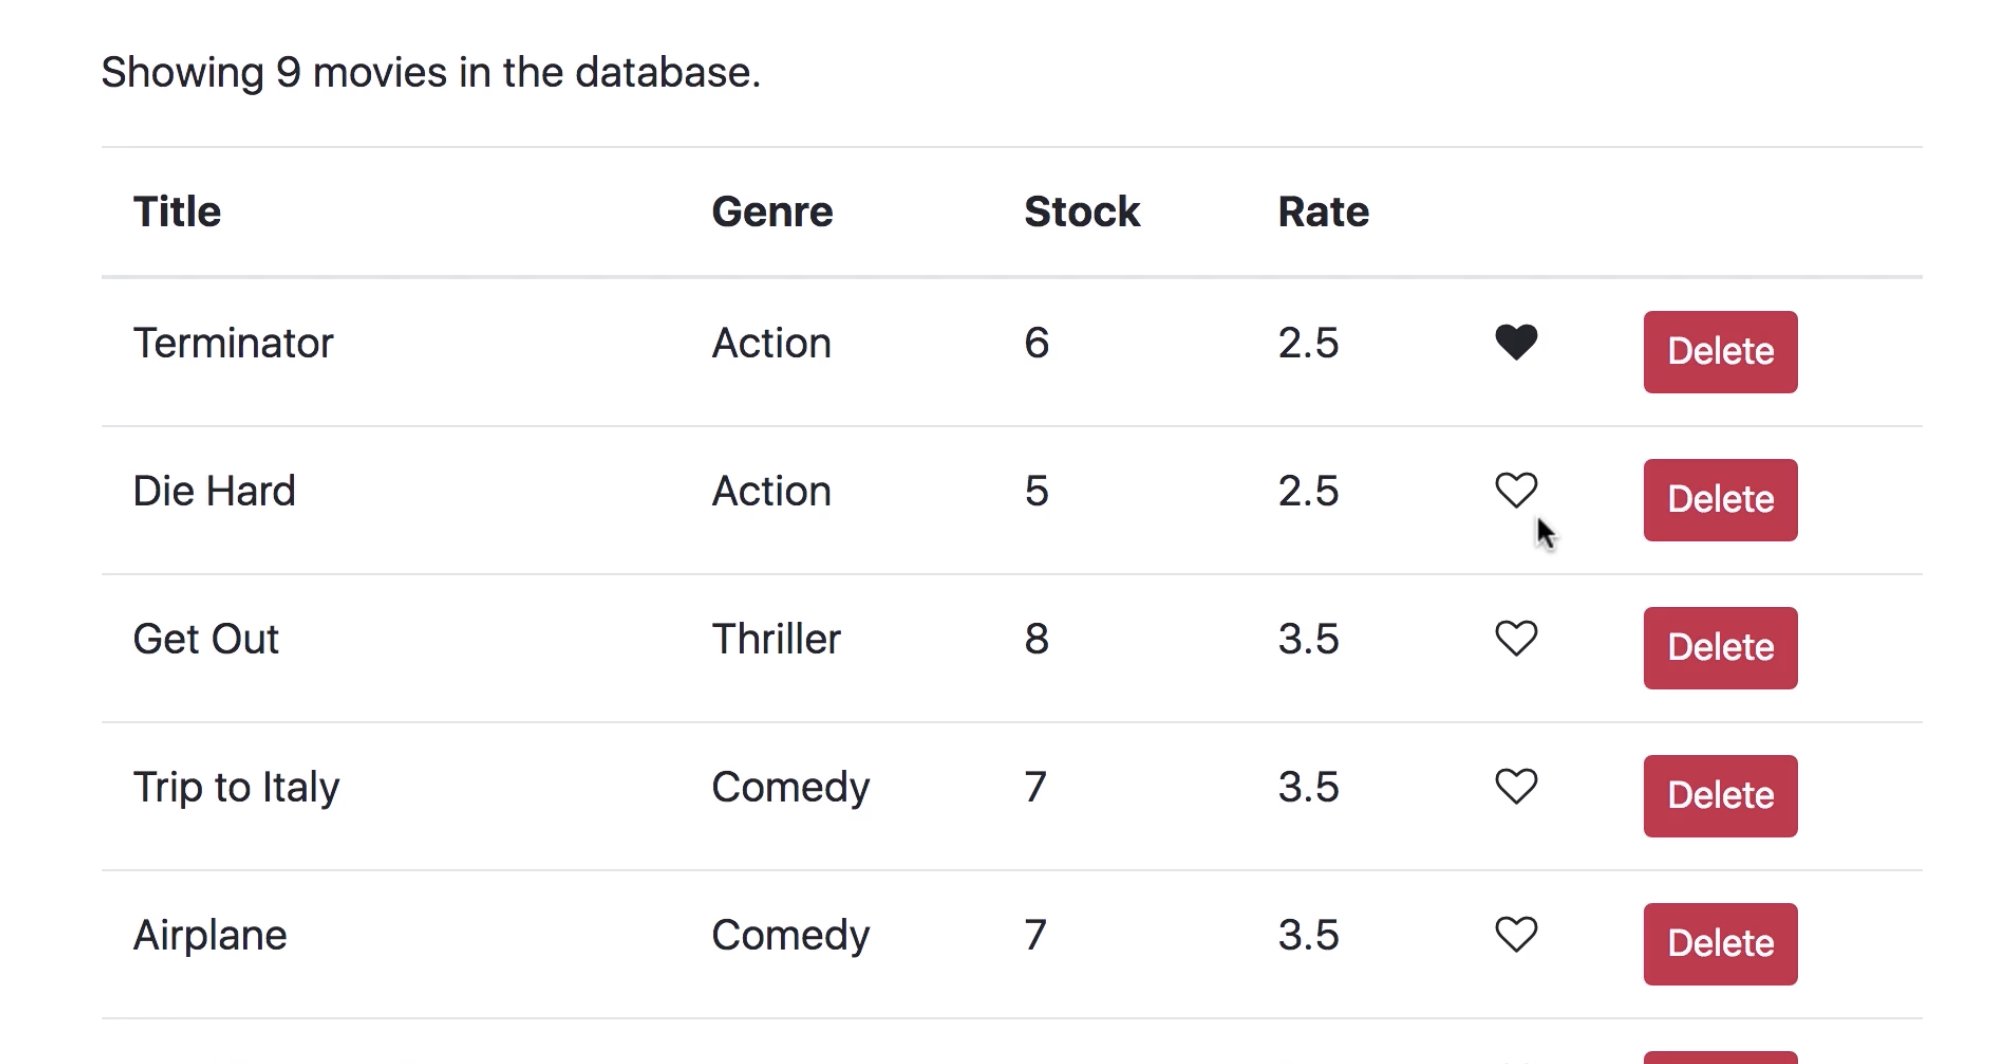 Showing 9 movies in the database.
Title Genre Stock Rate
Terminator Action 6 2.5 Delete
Die Hard Action 5 2.5 Delete
Get Out Thriller 8 3.5 Delete
Trip to Italy Comedy 7 3.5 Delete
Airplane Comedy 7 3.5 Delete